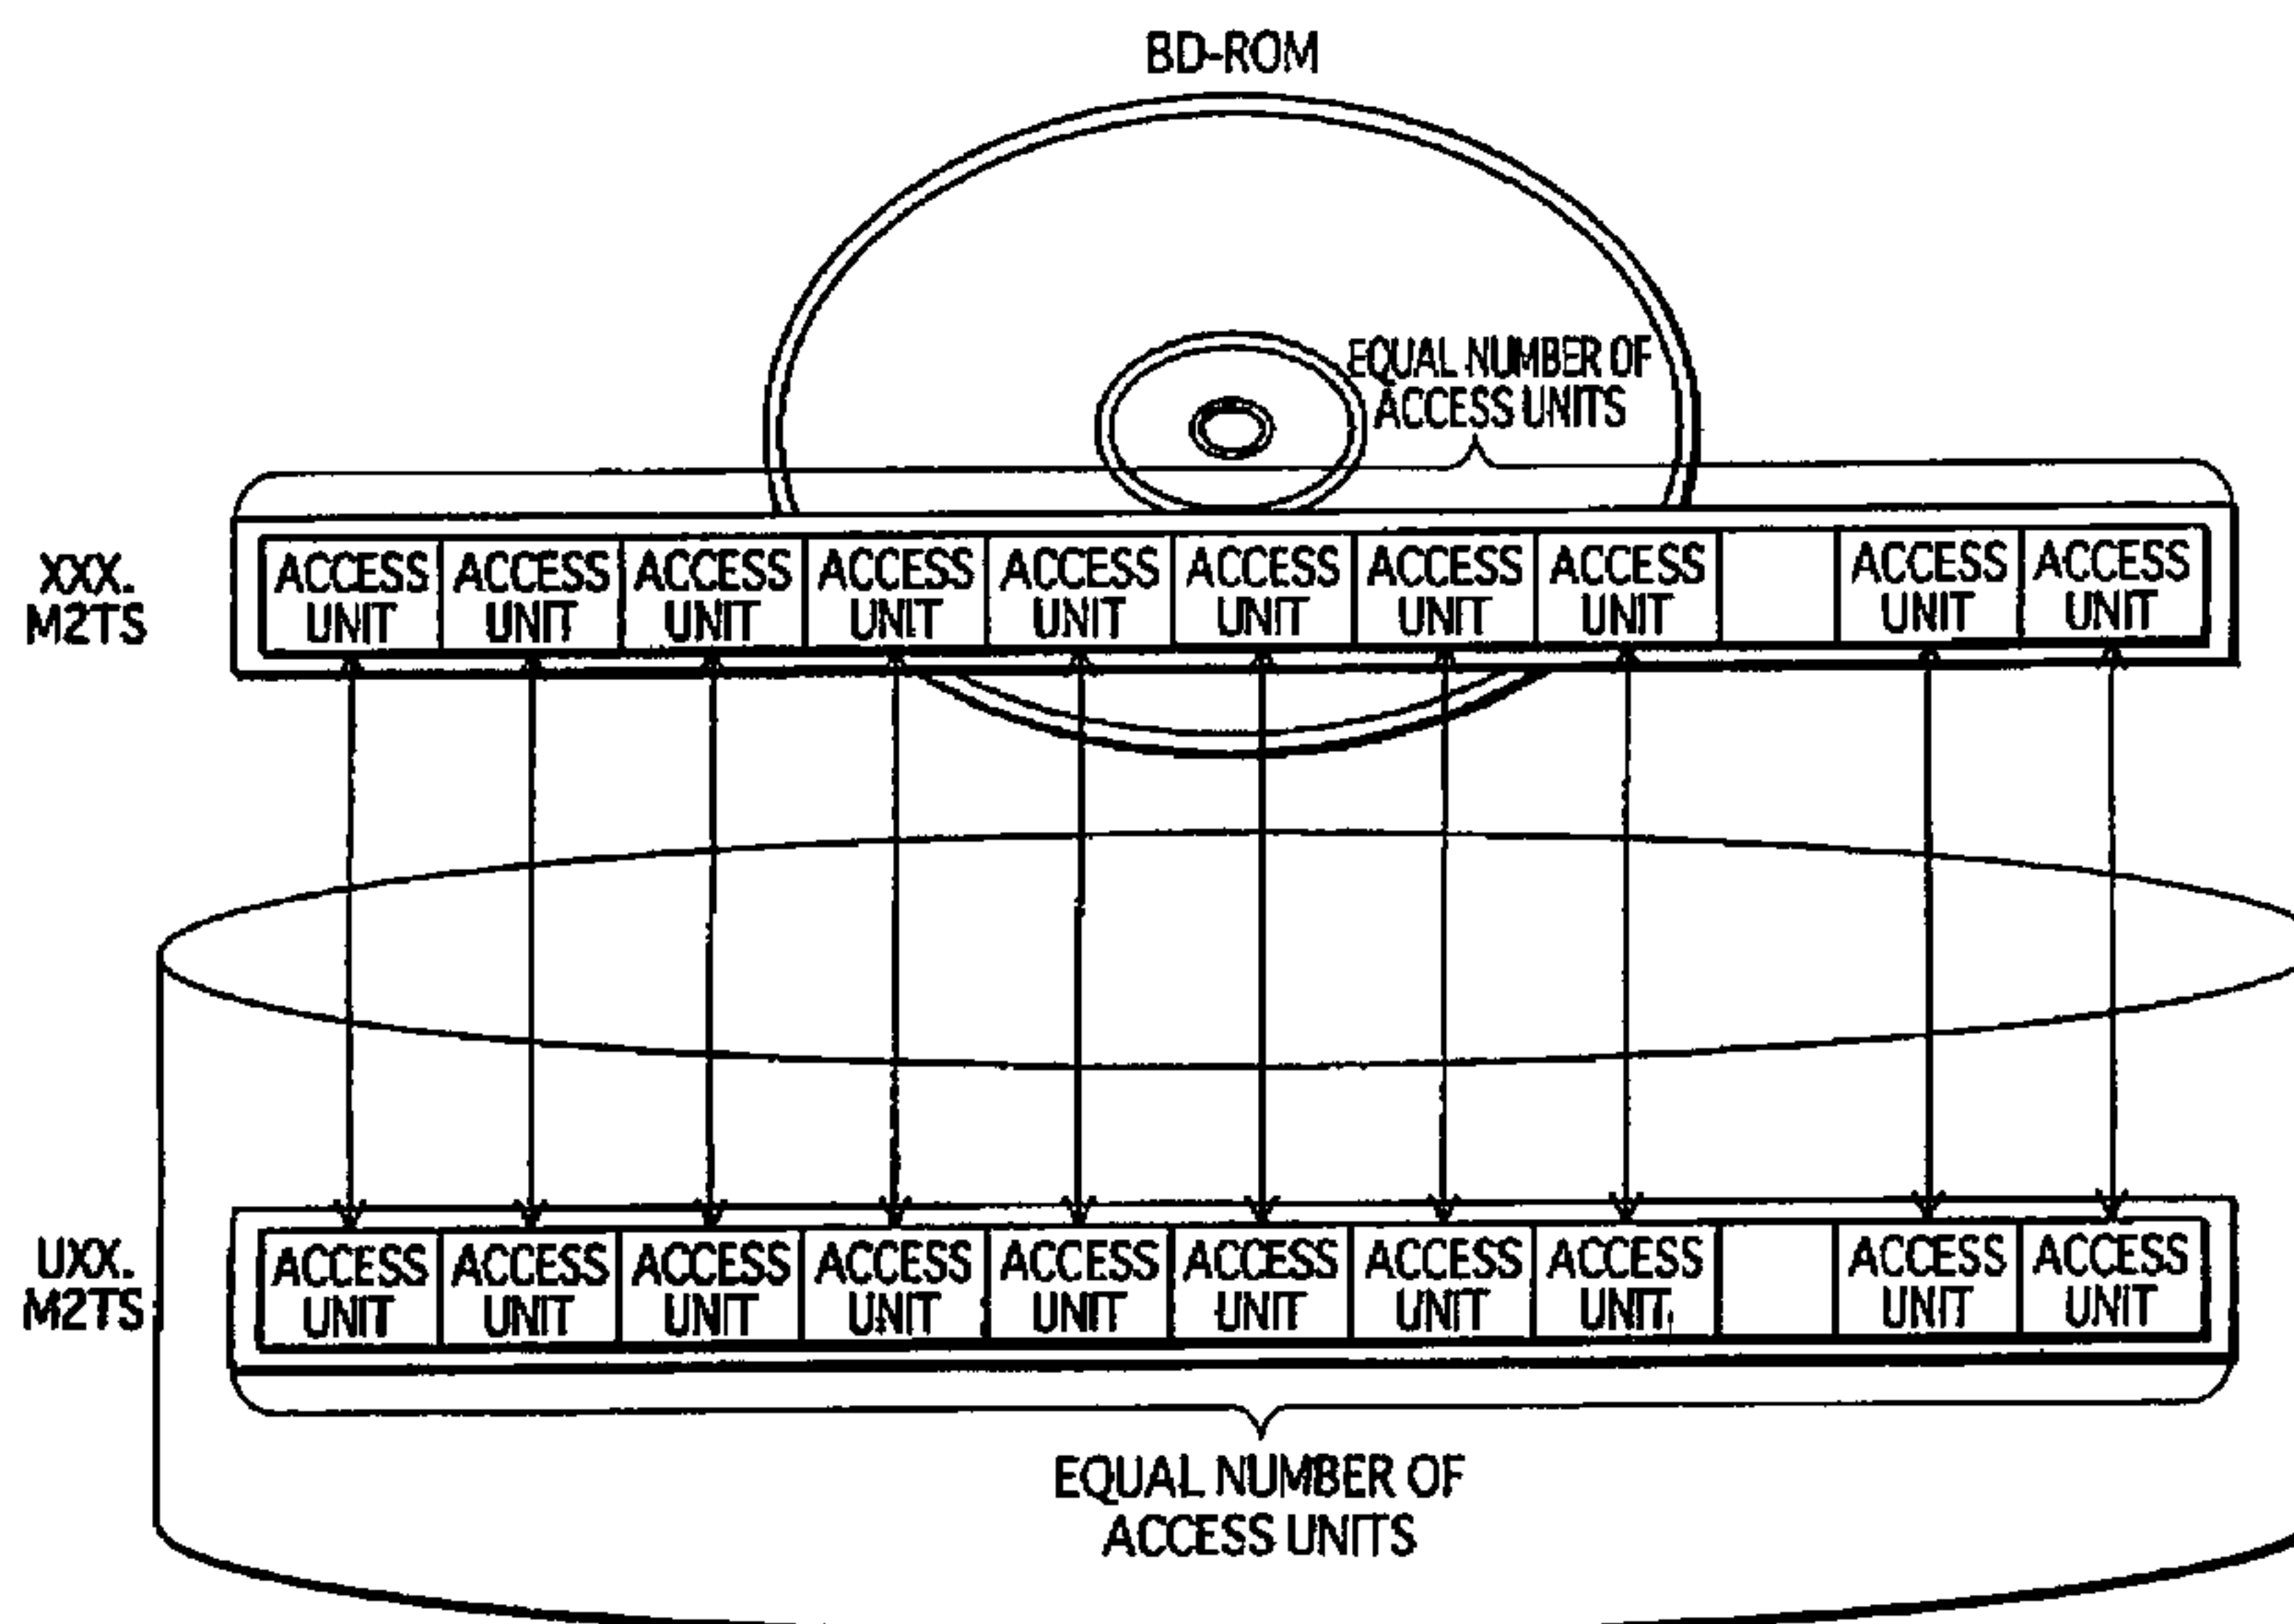 BD-ROM
EQUAL NUMBER OF
ACCESS UNITS
XXX.
M2TS
ACCESS ACCESS ACCESS ACCESS ACCESS ACCESS ACCESS ACCESS ACCESS ACCESS
UNIT UNIT UNIT UNIT UNIT UNIT UNIT UNIT UNIT UNIT
UXX.
M2TS
ACCESS ACCESS ACCESS ACCESS ACCESS ACCESS ACCESS ACCESS ACCESS ACCESS
UNIT UNIT UNIT UNIT UNIT UNIT UNIT UNIT UNIT UNIT
EQUAL NUMBER OF
ACCESS UNITS